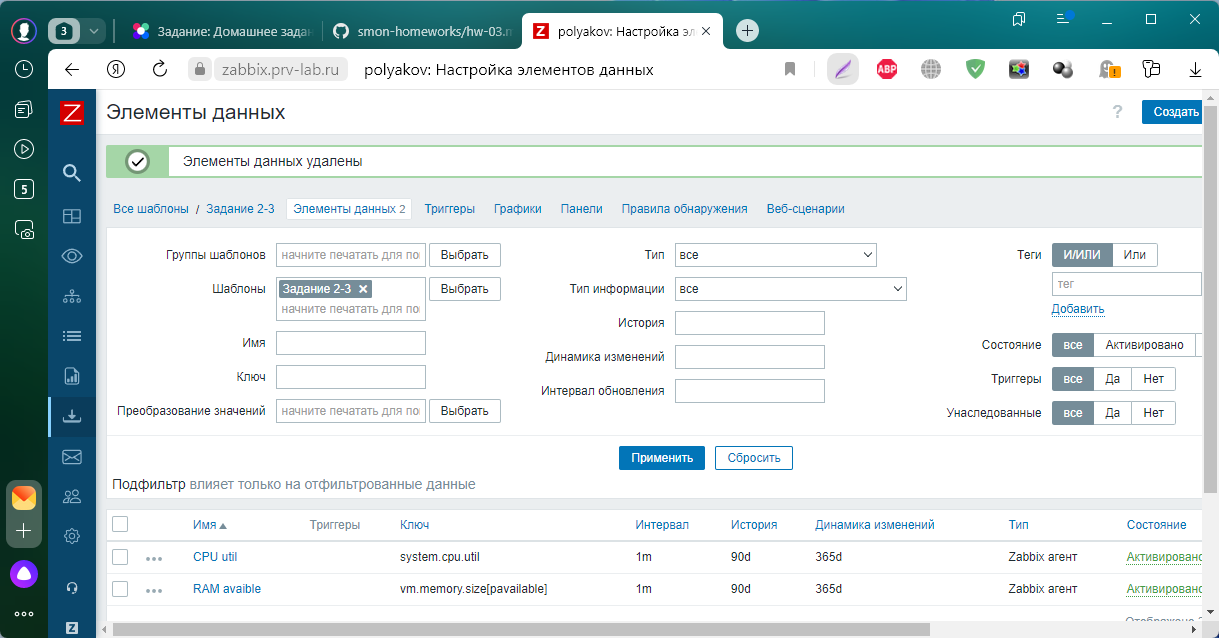 3
Задание: Домашнее задан
smon-homeworks/hw-03.m
Z
polyakov: Настройка эл
Я
zabbix.prv-lab.ru
polyakov: Настройка элементов данных
ABP
5
Z
Элементы данных
?
Создать
Элементы данных удалены
Все шаблоны / Задание 2-3 Элементы данных 2 Триггеры Графики Панели Правила обнаружения Веб-сценарии
Группы шаблонов начните печатать для по Выбрать
Тип все
Теги И/ИЛИ Или
Шаблоны Задание 2-3 Выбрать
начните печатать для по
Тип информации все
тег
Добавить
Имя
История
Состояние все Активировано
Ключ
Динамика изменений
Триггеры все Да Нет
Преобразование значений начните печатать для по Выбрать
Интервал обновления
Унаследованные все Да Нет
Применить Сбросить
Подфильтр влияет только на отфильтрованные данные
Имя Триггеры Ключ Интервал История Динамика изменений Тип Состояние
CPU util system.cpu.util 1m 90d 365d Zabbix агент Активировано
RAM avaible vm.memory.size[pavailable] 1m 90d 365d Zabbix агент Активировано
Z